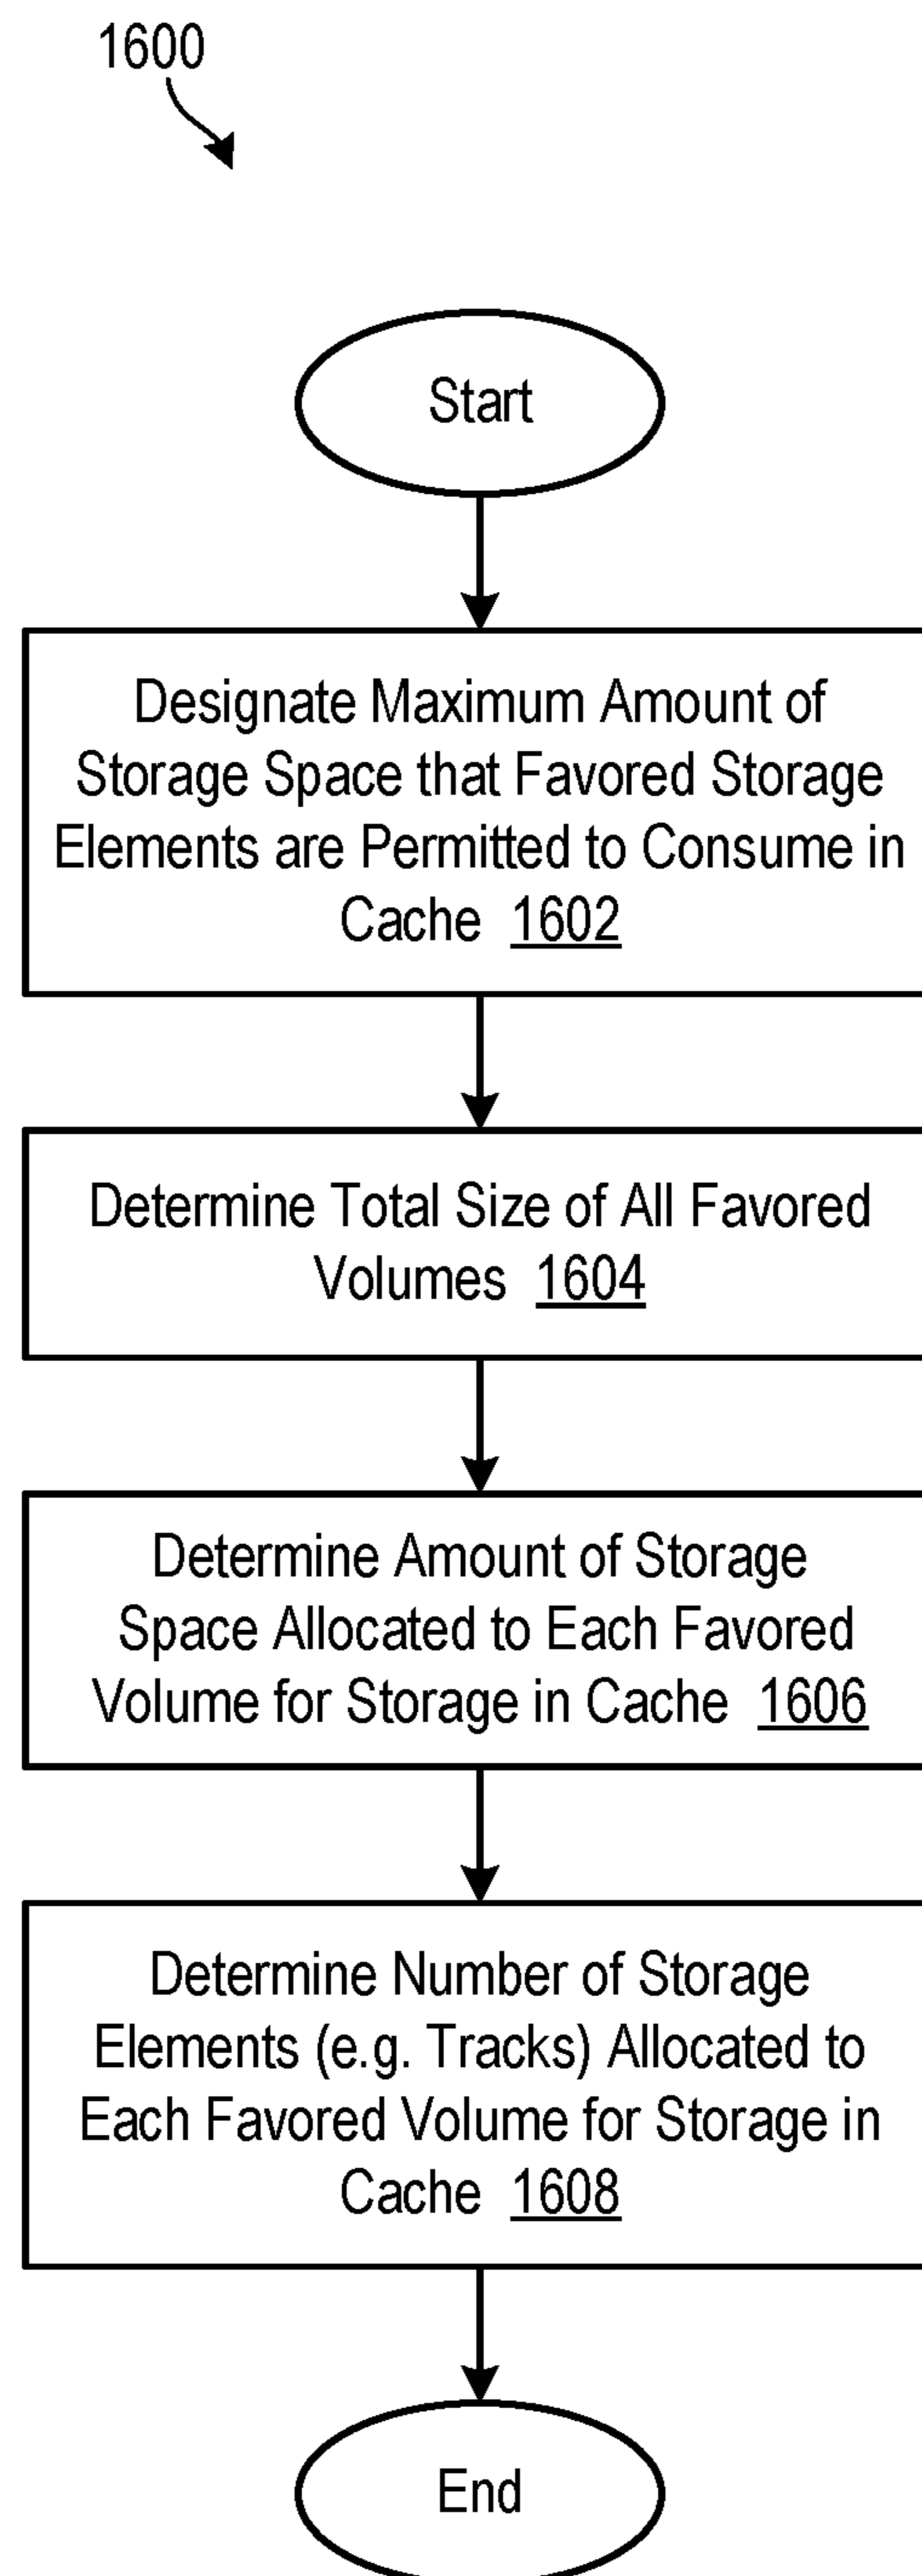 1600
Start
Designate Maximum Amount of
Storage Space that Favored Storage
Elements are Permitted to Consume in
Cache 1602
Determine Total Size of All Favored
Volumes 1604
Determine Amount of Storage
Space Allocated to Each Favored
Volume for Storage in Cache 1606
Determine Number of Storage
Elements (e.g. Tracks) Allocated to
Each Favored Volume for Storage in
Cache 1608
End